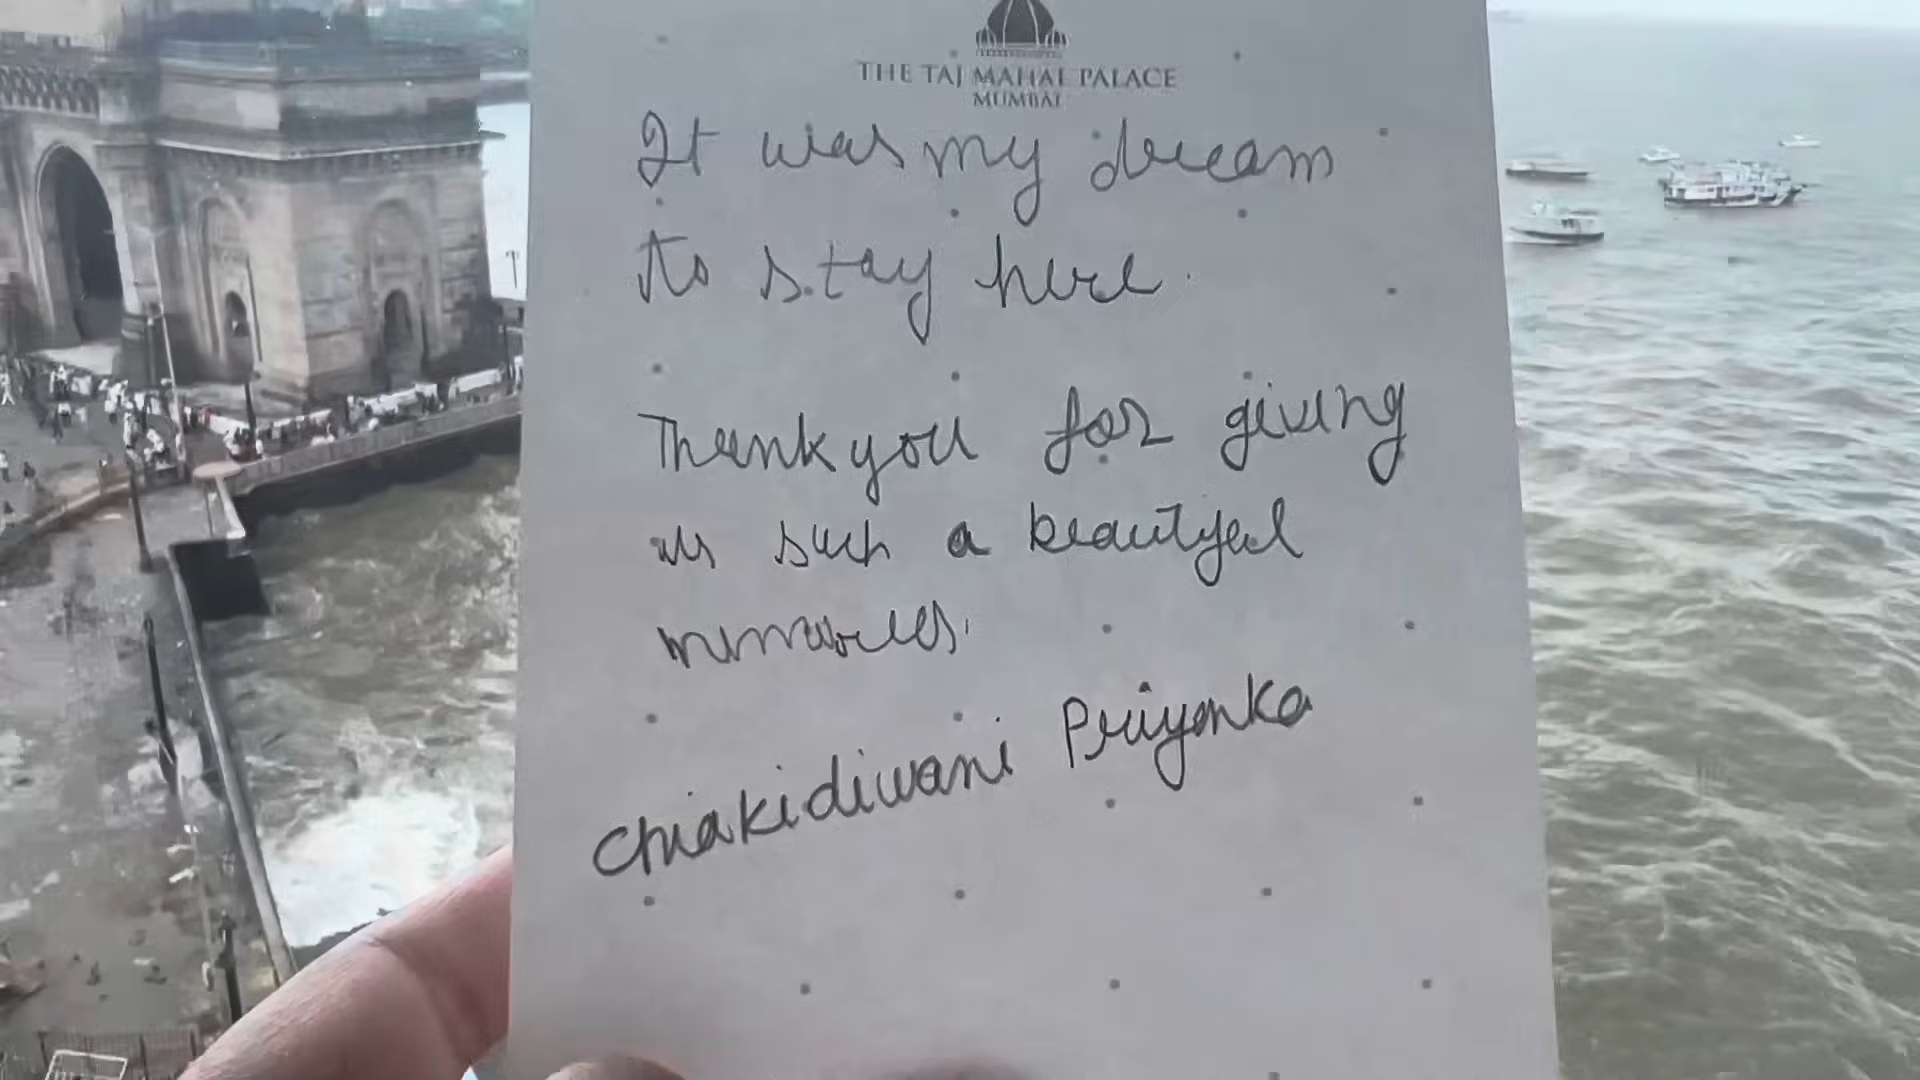 THE TAJ MAHAL PALACE
MUMBAI
It was my dream
to stay here.
Thank you for giving
us such a beautiful
memories.
Chiakidiwani Priyanka